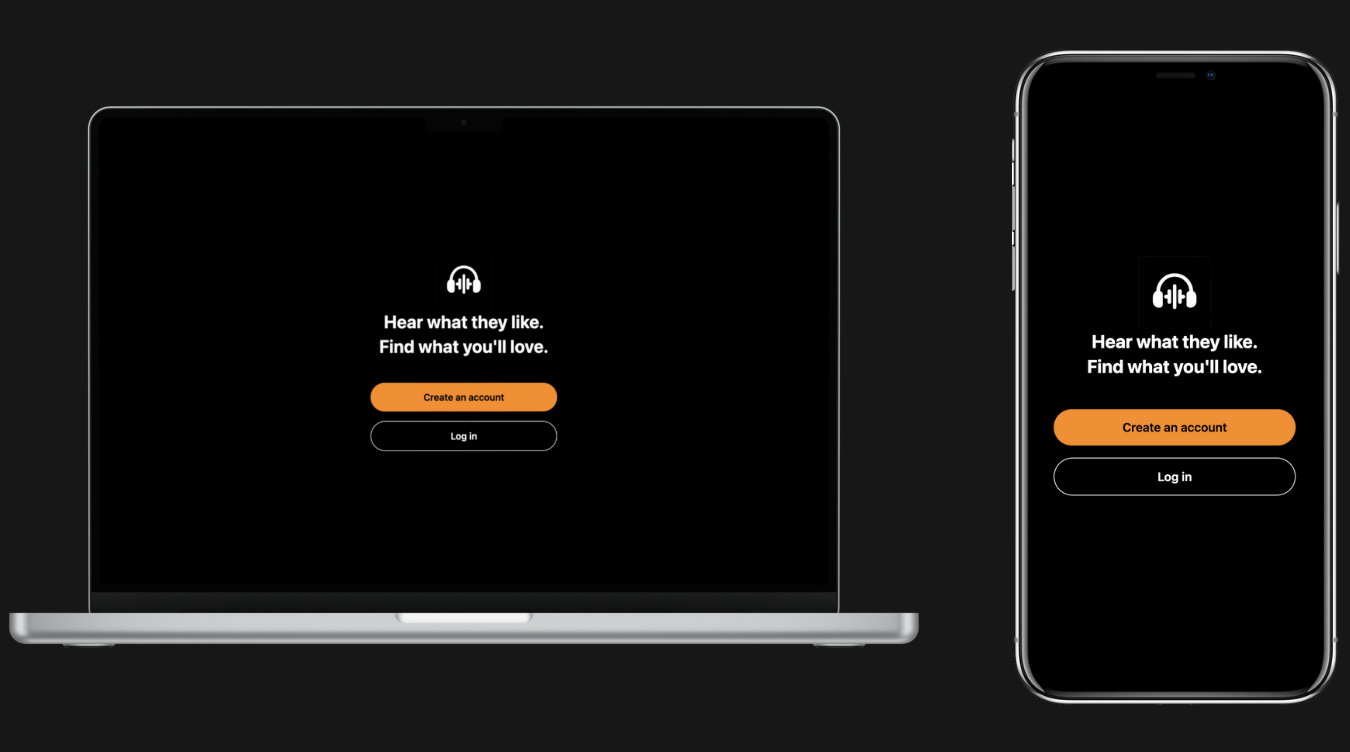 Hear what they like.
Find what you'll love.
Create an account
Log in
Hear what they like.
Find what you'll love.
Create an account
Log in